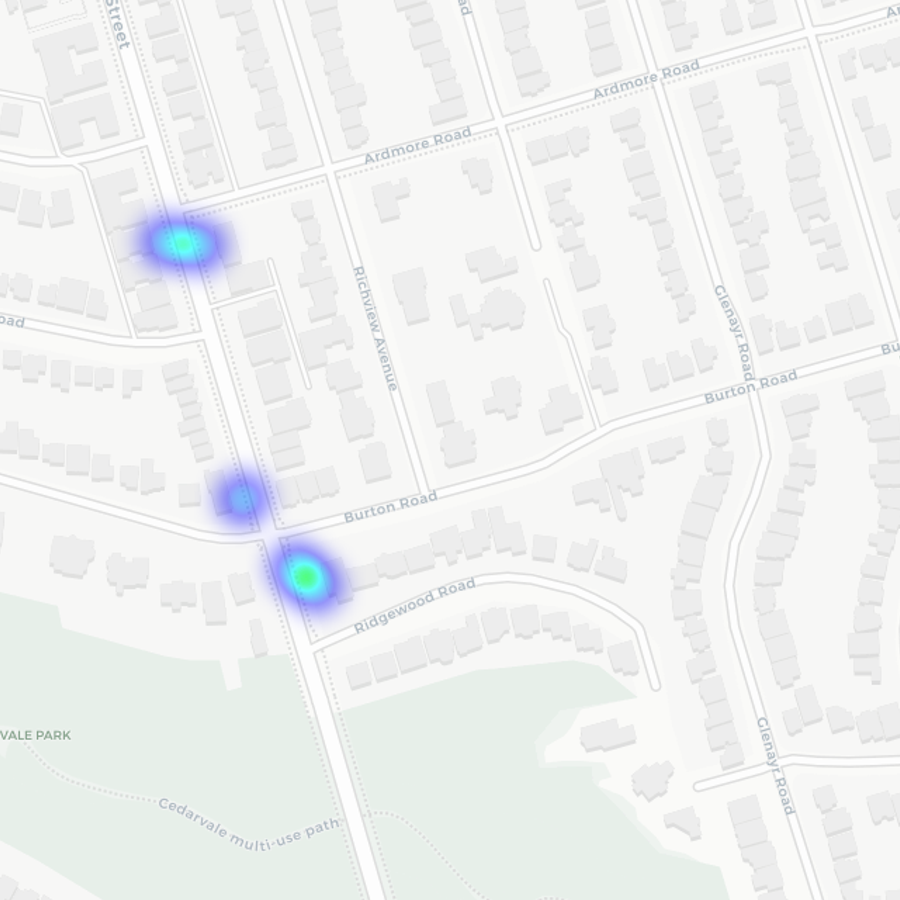 Street
Ardmore Road
Ardmore Road
Richview Avenue
Glenayr Road
Burton Road
Burton Road
Ridgewood Road
VALE PARK
Cedarvale multi-use path
Glenayr Road